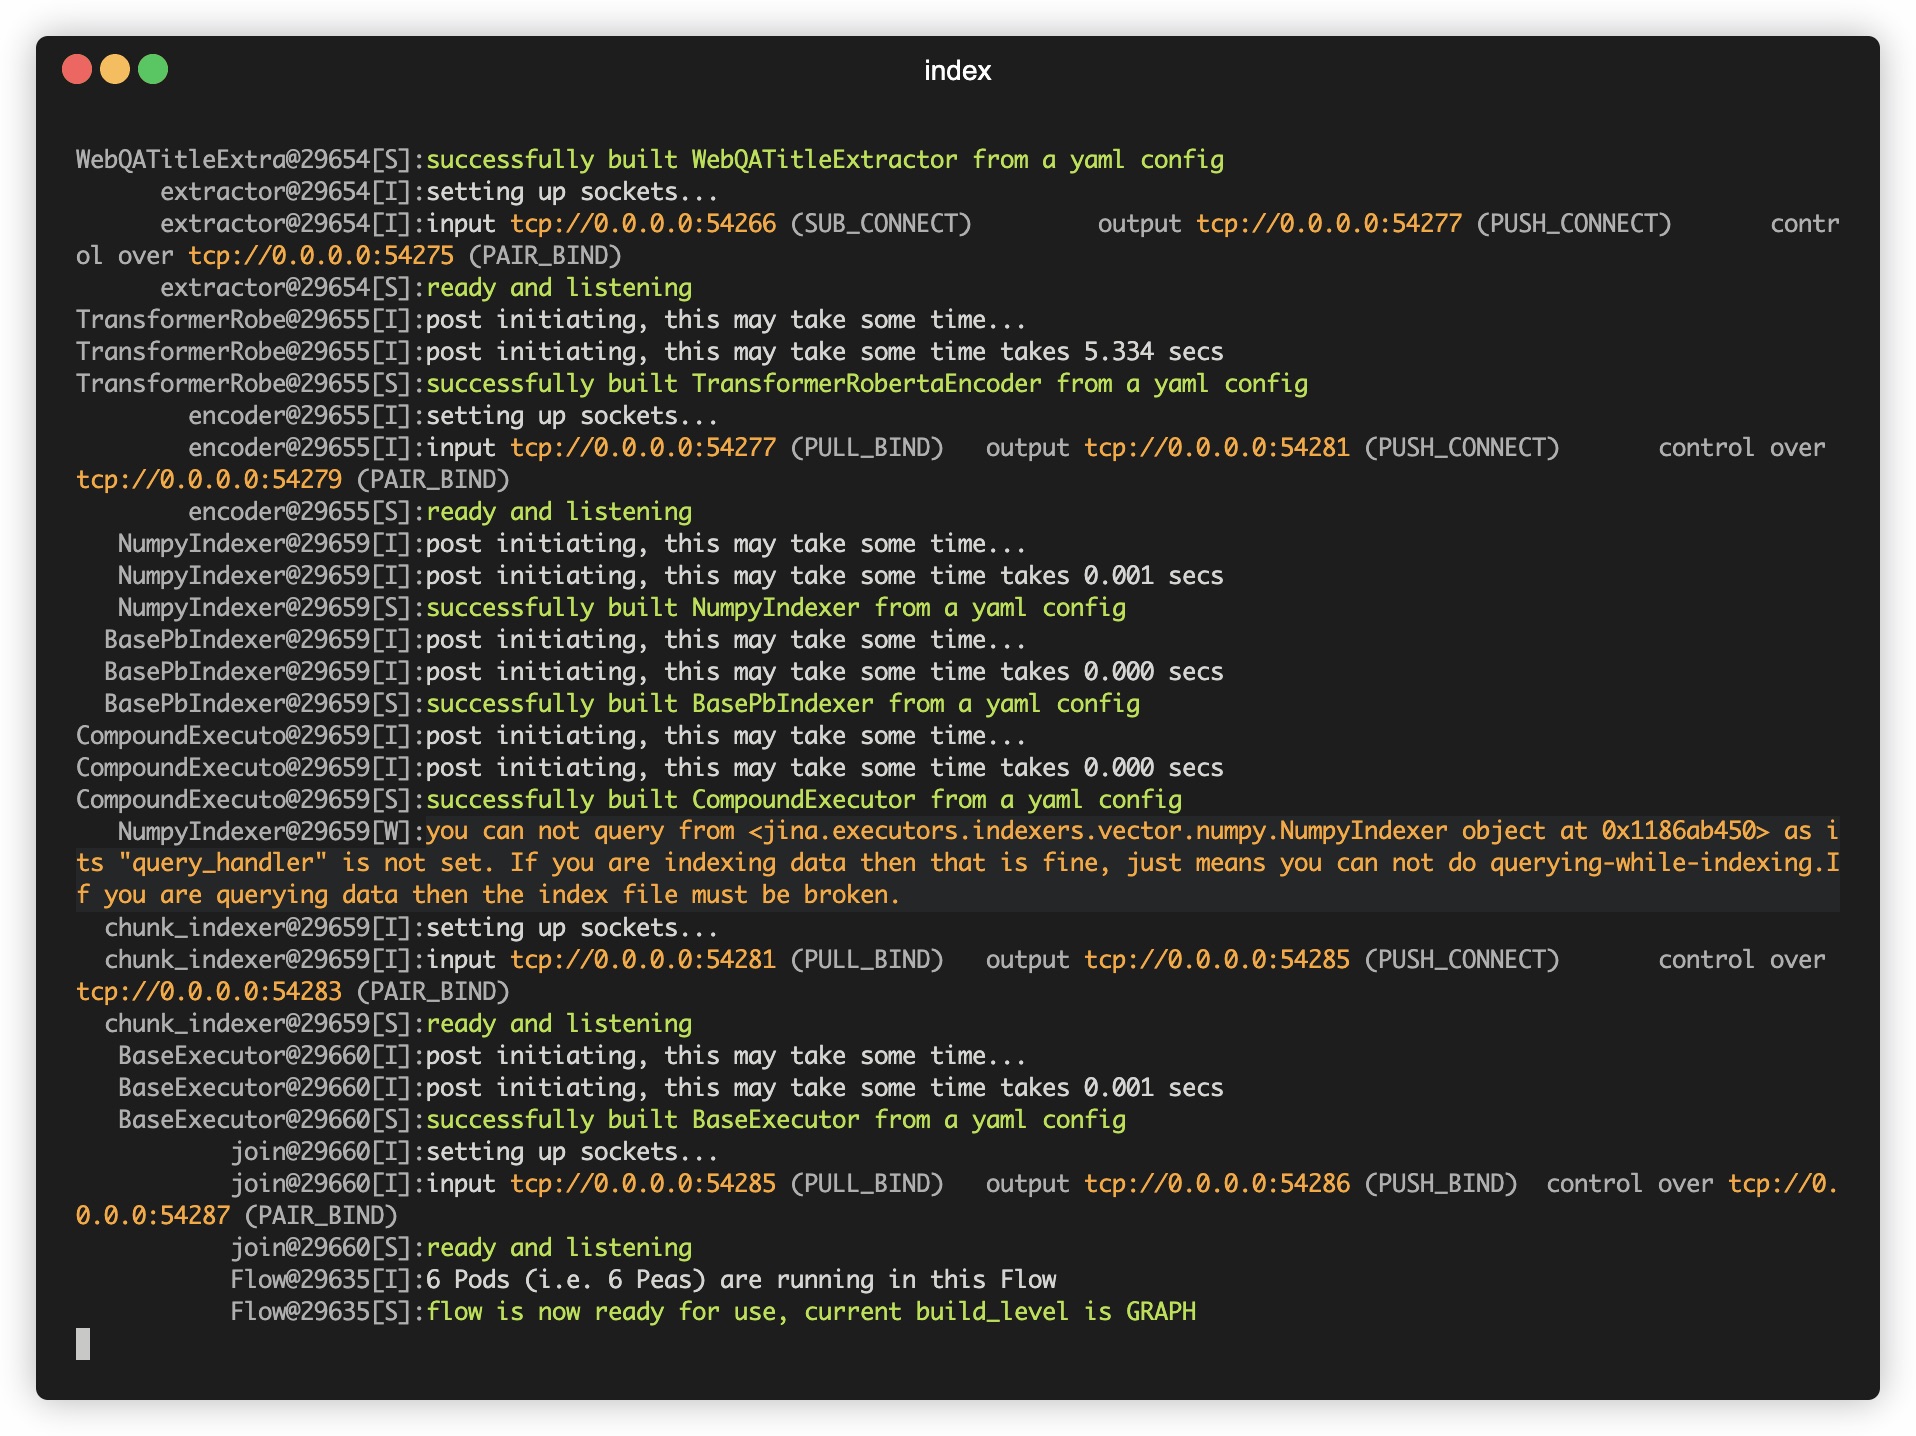 index
WebQATitleExtra@29654[S]:successfully built WebQATitleExtractor from a yaml config
extractor@29654[I]:setting up sockets...
extractor@29654[I]:input tcp://0.0.0.0:54266 (SUB_CONNECT) output tcp://0.0.0.0:54277 (PUSH_CONNECT) contr
ol over tcp://0.0.0.0:54275 (PAIR_BIND)
extractor@29654[S]:ready and listening
TransformerRobe@29655[I]:post initiating, this may take some time...
TransformerRobe@29655[I]:post initiating, this may take some time takes 5.334 secs
TransformerRobe@29655[S]:successfully built TransformerRobertaEncoder from a yaml config
encoder@29655[I]:setting up sockets...
encoder@29655[I]:input tcp://0.0.0.0:54277 (PULL_BIND) output tcp://0.0.0.0:54281 (PUSH_CONNECT) control over
tcp://0.0.0.0:54279 (PAIR_BIND)
encoder@29655[S]:ready and listening
NumpyIndexer@29659[I]:post initiating, this may take some time...
NumpyIndexer@29659[I]:post initiating, this may take some time takes 0.001 secs
NumpyIndexer@29659[S]:successfully built NumpyIndexer from a yaml config
BasePbIndexer@29659[I]:post initiating, this may take some time...
BasePbIndexer@29659[I]:post initiating, this may take some time takes 0.000 secs
BasePbIndexer@29659[S]:successfully built BasePbIndexer from a yaml config
CompoundExecuto@29659[I]:post initiating, this may take some time...
CompoundExecuto@29659[I]:post initiating, this may take some time takes 0.000 secs
CompoundExecuto@29659[S]:successfully built CompoundExecutor from a yaml config
NumpyIndexer@29659[W]:you can not query from <jina.executors.indexers.vector.numpy.NumpyIndexer object at 0x1186ab450> as i
ts "query_handler" is not set. If you are indexing data then that is fine, just means you can not do querying-while-indexing.I
f you are querying data then the index file must be broken.
chunk_indexer@29659[I]:setting up sockets...
chunk_indexer@29659[I]:input tcp://0.0.0.0:54281 (PULL_BIND) output tcp://0.0.0.0:54285 (PUSH_CONNECT) control over
tcp://0.0.0.0:54283 (PAIR_BIND)
chunk_indexer@29659[S]:ready and listening
BaseExecutor@29660[I]:post initiating, this may take some time...
BaseExecutor@29660[I]:post initiating, this may take some time takes 0.001 secs
BaseExecutor@29660[S]:successfully built BaseExecutor from a yaml config
join@29660[I]:setting up sockets...
join@29660[I]:input tcp://0.0.0.0:54285 (PULL_BIND) output tcp://0.0.0.0:54286 (PUSH_BIND) control over tcp://0.
0.0.0:54287 (PAIR_BIND)
join@29660[S]:ready and listening
Flow@29635[I]:6 Pods (i.e. 6 Peas) are running in this Flow
Flow@29635[S]:flow is now ready for use, current build_level is GRAPH